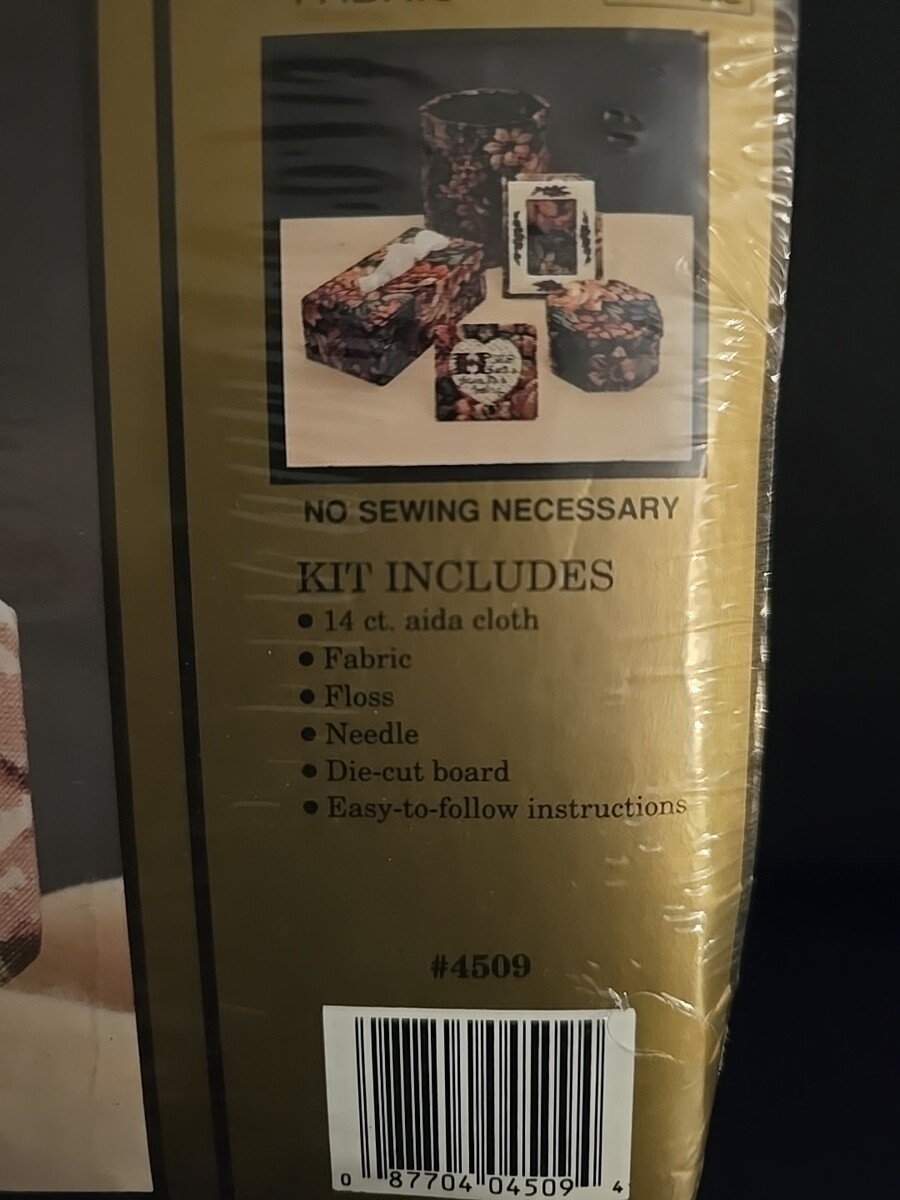 FABRIC
NO SEWING NECESSARY
KIT INCLUDES
● 14 ct. aida cloth
● Fabric
● Floss
● Needle
● Die-cut board
● Easy-to-follow instructions
#4509
0 87704 04509 4